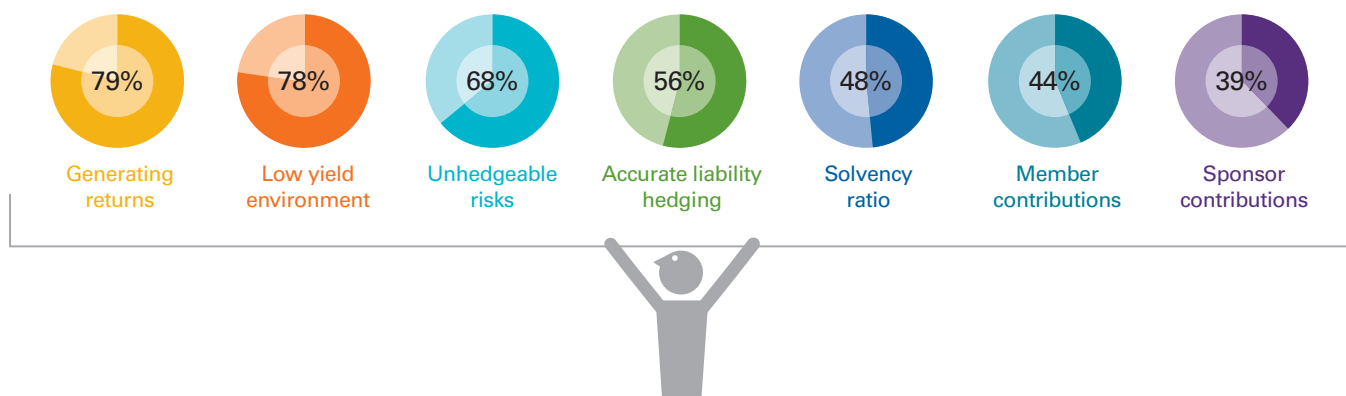 79%
Generating
returns
78%
Low yield
environment
68%
Unhedgeable
risks
56%
Accurate liability
hedging
48%
Solvency
ratio
44%
Member
contributions
39%
Sponsor
contributions